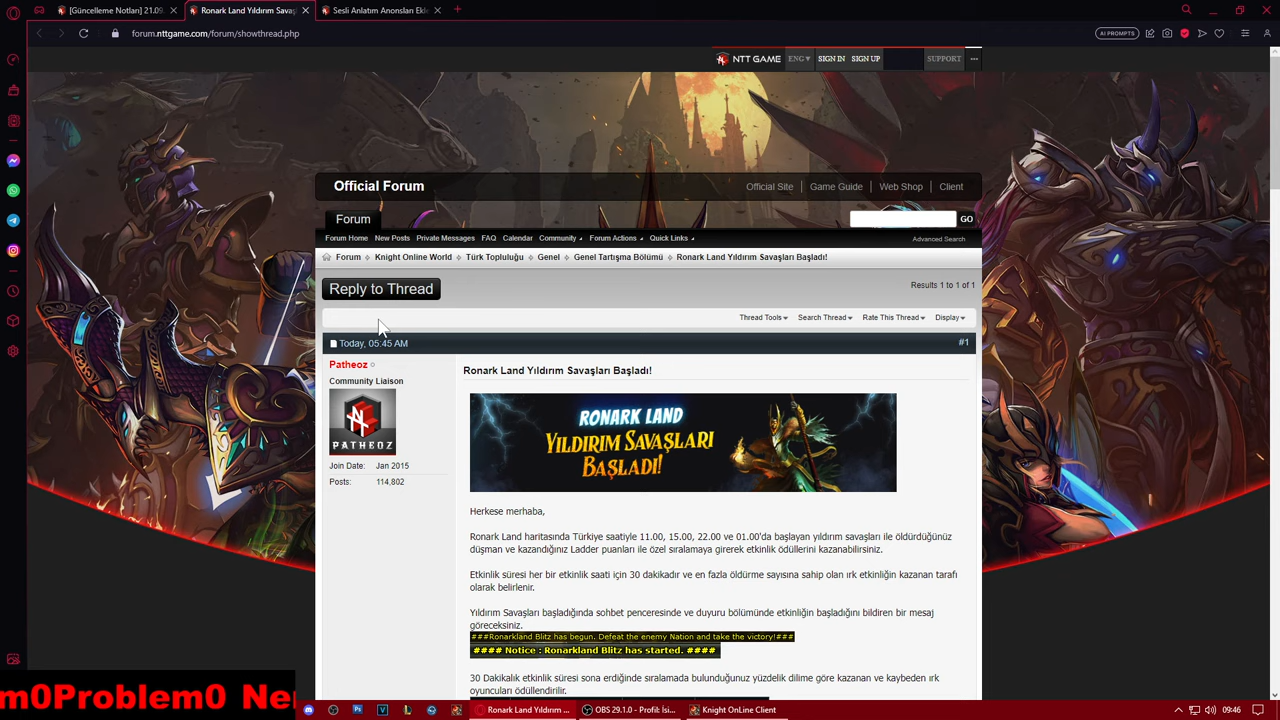 [Güncelleme Notları] 21.09.
Ronark Land Yıldırım Savaş
Sesli Anlatım Anonsları Ekle
forum.nttgame.com/forum/showthread.php
AI PROMPTS
NTT GAME
ENG
SIGN IN
SIGN UP
SUPPORT
Official Forum
Official Site
Game Guide
Web Shop
Client
Forum
GO
Forum Home New Posts Private Messages FAQ Calendar Community Forum Actions Quick Links
Advanced Search
Forum Knight Online World Türk Topluluğu Genel Genel Tartışma Bölümü Ronark Land Yıldırım Savaşları Başladı!
Reply to Thread
Results 1 to 1 of 1
Thread Tools Search Thread Rate This Thread Display
Today, 05:45 AM
#1
Patheoz
Community Liaison
PATHEOZ
Join Date: Jan 2015
Posts: 114,802
Ronark Land Yıldırım Savaşları Başladı!
RONARK LAND
YILDIRIM SAVAŞLARI
BAŞLADI!
Herkese merhaba,
Ronark Land haritasında Türkiye saatiyle 11.00, 15.00, 22.00 ve 01.00'da başlayan yıldırım savaşları ile öldürdüğünüz
düşman ve kazandığınız Ladder puanları ile özel sıralamaya girerek etkinlik ödüllerini kazanabilirsiniz.
Etkinlik süresi her bir etkinlik saati için 30 dakikadır ve en fazla öldürme sayısına sahip olan ırk etkinliğin kazanan tarafı
olarak belirlenir.
Yıldırım Savaşları başladığında sohbet penceresinde ve duyuru bölümünde etkinliğin başladığını bildiren bir mesaj
göreceksiniz.
###Ronarkland Blitz has begun. Defeat the enemy Nation and take the victory!###
#### Notice : Ronarkland Blitz has started. ####
30 Dakikalık etkinlik süresi sona erdiğinde sıralamada bulunduğunuz yüzdelik dilime göre kazanan ve kaybeden ırk
oyuncuları ödüllendirilir.
m0Problem0 Ne
Ronark Land Yıldırım ...
OBS 29.1.0 - Profil: İsi...
Knight OnLine Client
09:46